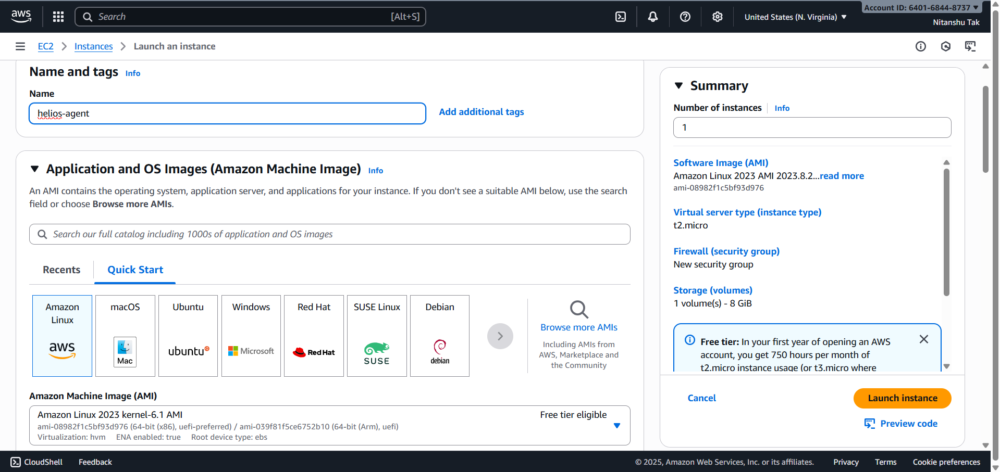 aws
Search [Alt+S]
United States (N. Virginia)
Account ID: 6401-6844-8737
Nitanshu Tak
EC2
Instances
Launch an instance
Name and tags Info
Name
helios-agent
Add additional tags
Application and OS Images (Amazon Machine Image) Info
An AMI contains the operating system, application server, and applications for your instance. If you don't see a suitable AMI below, use the search
field or choose Browse more AMIs.
Search our full catalog including 1000s of application and OS images
Recents
Quick Start
Amazon
Linux
aws
macOS
Mac
Ubuntu
ubuntu
Windows
Microsoft
Red Hat
Red Hat
SUSE Linux
SUSE
Debian
debian
Browse more AMIs
Including AMIs from
AWS, Marketplace and
the Community
Amazon Machine Image (AMI)
Amazon Linux 2023 kernel-6.1 AMI
Free tier eligible
ami-08982f1c5bf93d976 (64-bit (x86), uefi-preferred) / ami-039f81f5ce6752b10 (64-bit (Arm), uefi)
Virtualization: hvm ENA enabled: true Root device type: ebs
Summary
Number of instances Info
1
Software Image (AMI)
Amazon Linux 2023 AMI 2023.8.2...read more
ami-08982f1c5bf93d976
Virtual server type (instance type)
t2.micro
Firewall (security group)
New security group
Storage (volumes)
1 volume(s) - 8 GiB
Free tier: In your first year of opening an AWS
account, you get 750 hours per month of
t2.micro instance usage (or t3.micro where
Cancel
Launch instance
Preview code
CloudShell
Feedback
© 2025, Amazon Web Services, Inc. or its affiliates.
Privacy
Terms
Cookie preferences